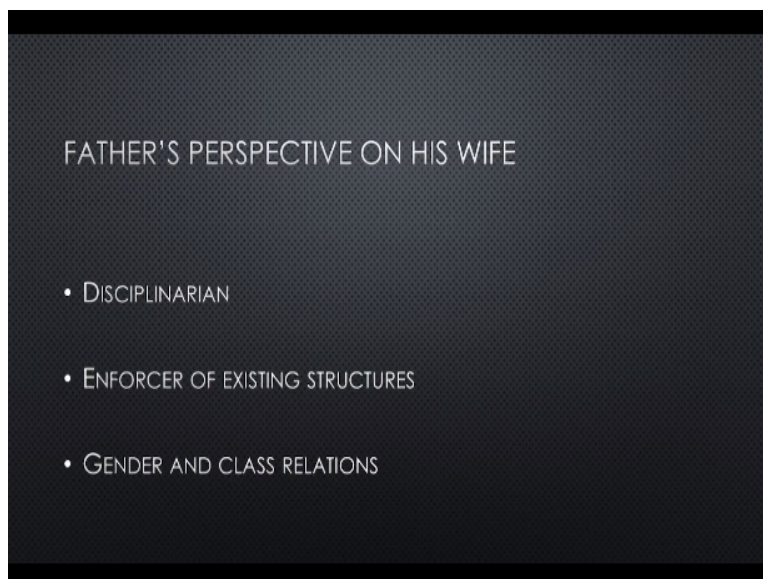 FATHER'S PERSPECTIVE ON HIS WIFE
• DISCIPLINARIAN
• ENFORCER OF EXISTING STRUCTURES
• GENDER AND CLASS RELATIONS